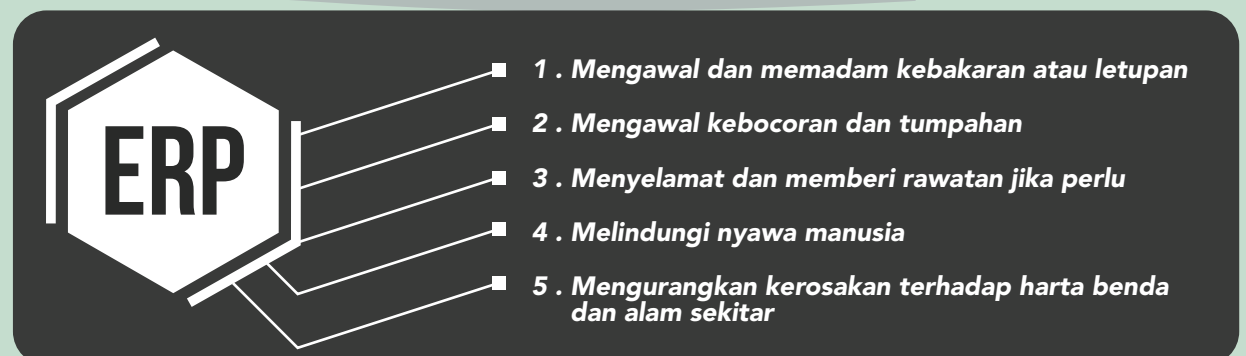 ERP
1 . Mengawal dan memadam kebakaran atau letupan
2 . Mengawal kebocoran dan tumpahan
3 . Menyelamat dan memberi rawatan jika perlu
4 . Melindungi nyawa manusia
5 . Mengurangkan kerosakan terhadap harta benda
dan alam sekitar